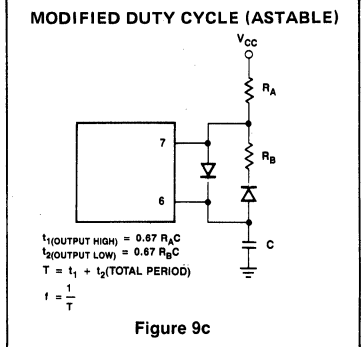 MODIFIED DUTY CYCLE (ASTABLE)
VCC
RA
7
RB
6
C
t1(OUTPUT HIGH) = 0.67 RAC
t2(OUTPUT LOW) = 0.67 RBC
T = t1 + t2(TOTAL PERIOD)
f = 1/T
Figure 9c